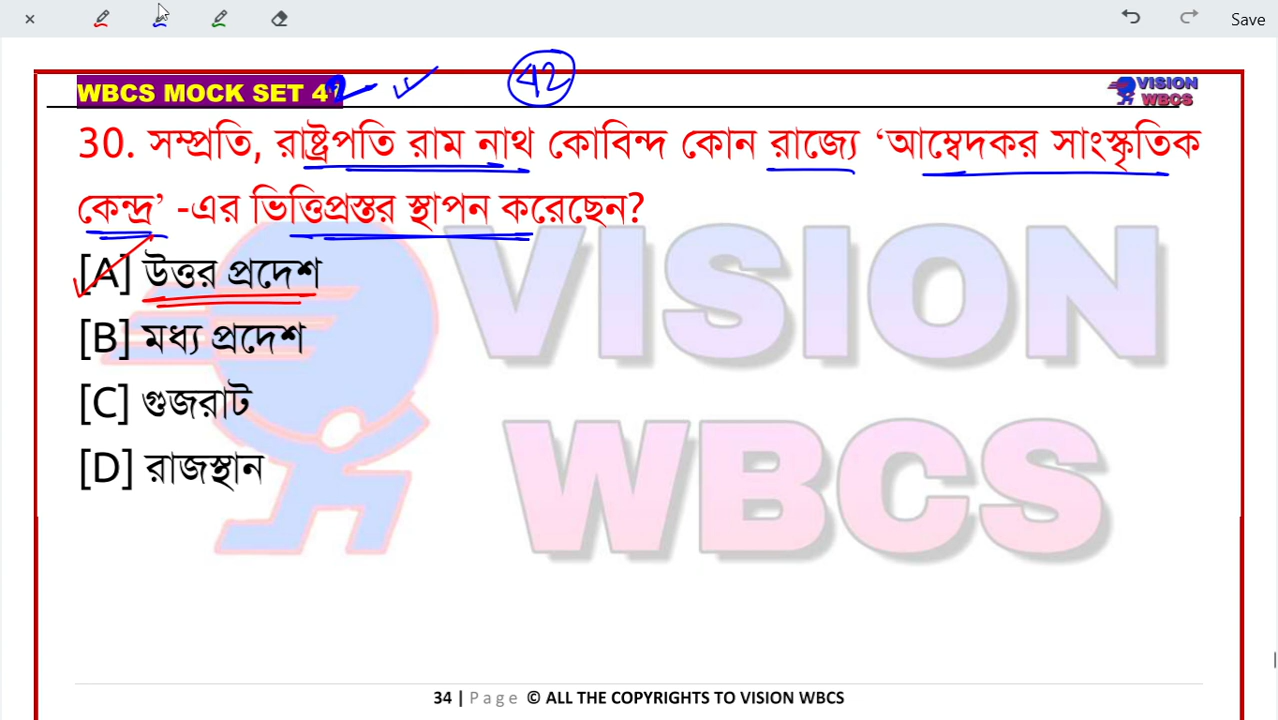 Save
WBCS MOCK SET 42
42
VISION
WBCS
30. সম্প্রতি, রাষ্ট্রপতি রাম নাথ কোবিন্দ কোন রাজ্যে ‘আম্বেদকর সাংস্কৃতিক
কেন্দ্র’ -এর ভিত্তিপ্রস্তর স্থাপন করেছেন?
[A] উত্তর প্রদেশ
[B] মধ্য প্রদেশ
[C] গুজরাট
[D] রাজস্থান
VISION
WBCS
34 | Page © ALL THE COPYRIGHTS TO VISION WBCS